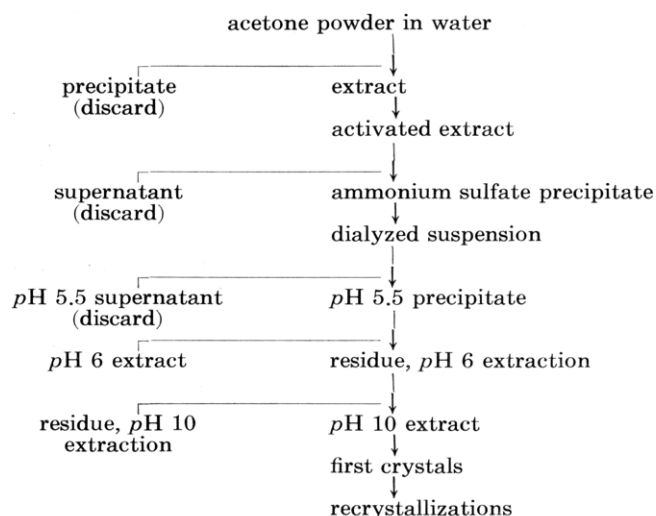 acetone powder in water
precipitate
(discard)
extract
activated extract
supernatant
(discard)
ammonium sulfate precipitate
dialyzed suspension
pH 5.5 supernatant
(discard)
pH 5.5 precipitate
pH 6 extract
residue, pH 6 extraction
residue, pH 10
extraction
pH 10 extract
first crystals
recrystallizations